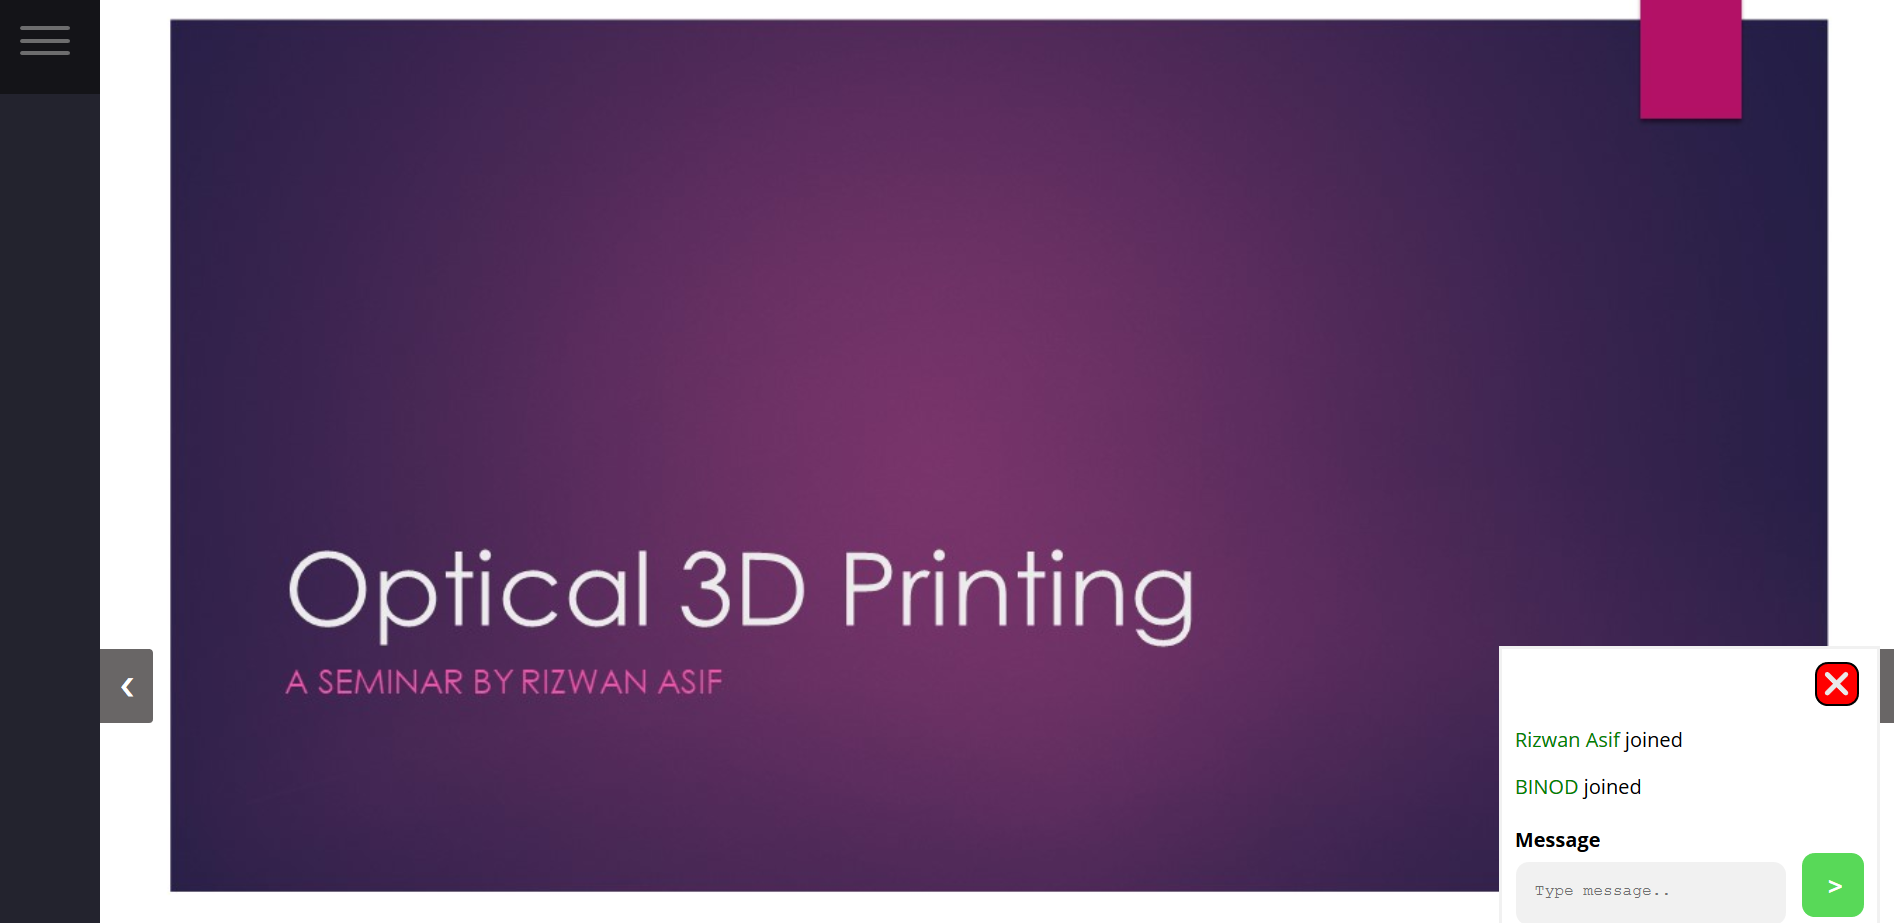 Optical 3D Printing
A SEMINAR BY RIZWAN ASIF
Rizwan Asif joined
BINOD joined
Message
Type message..
>